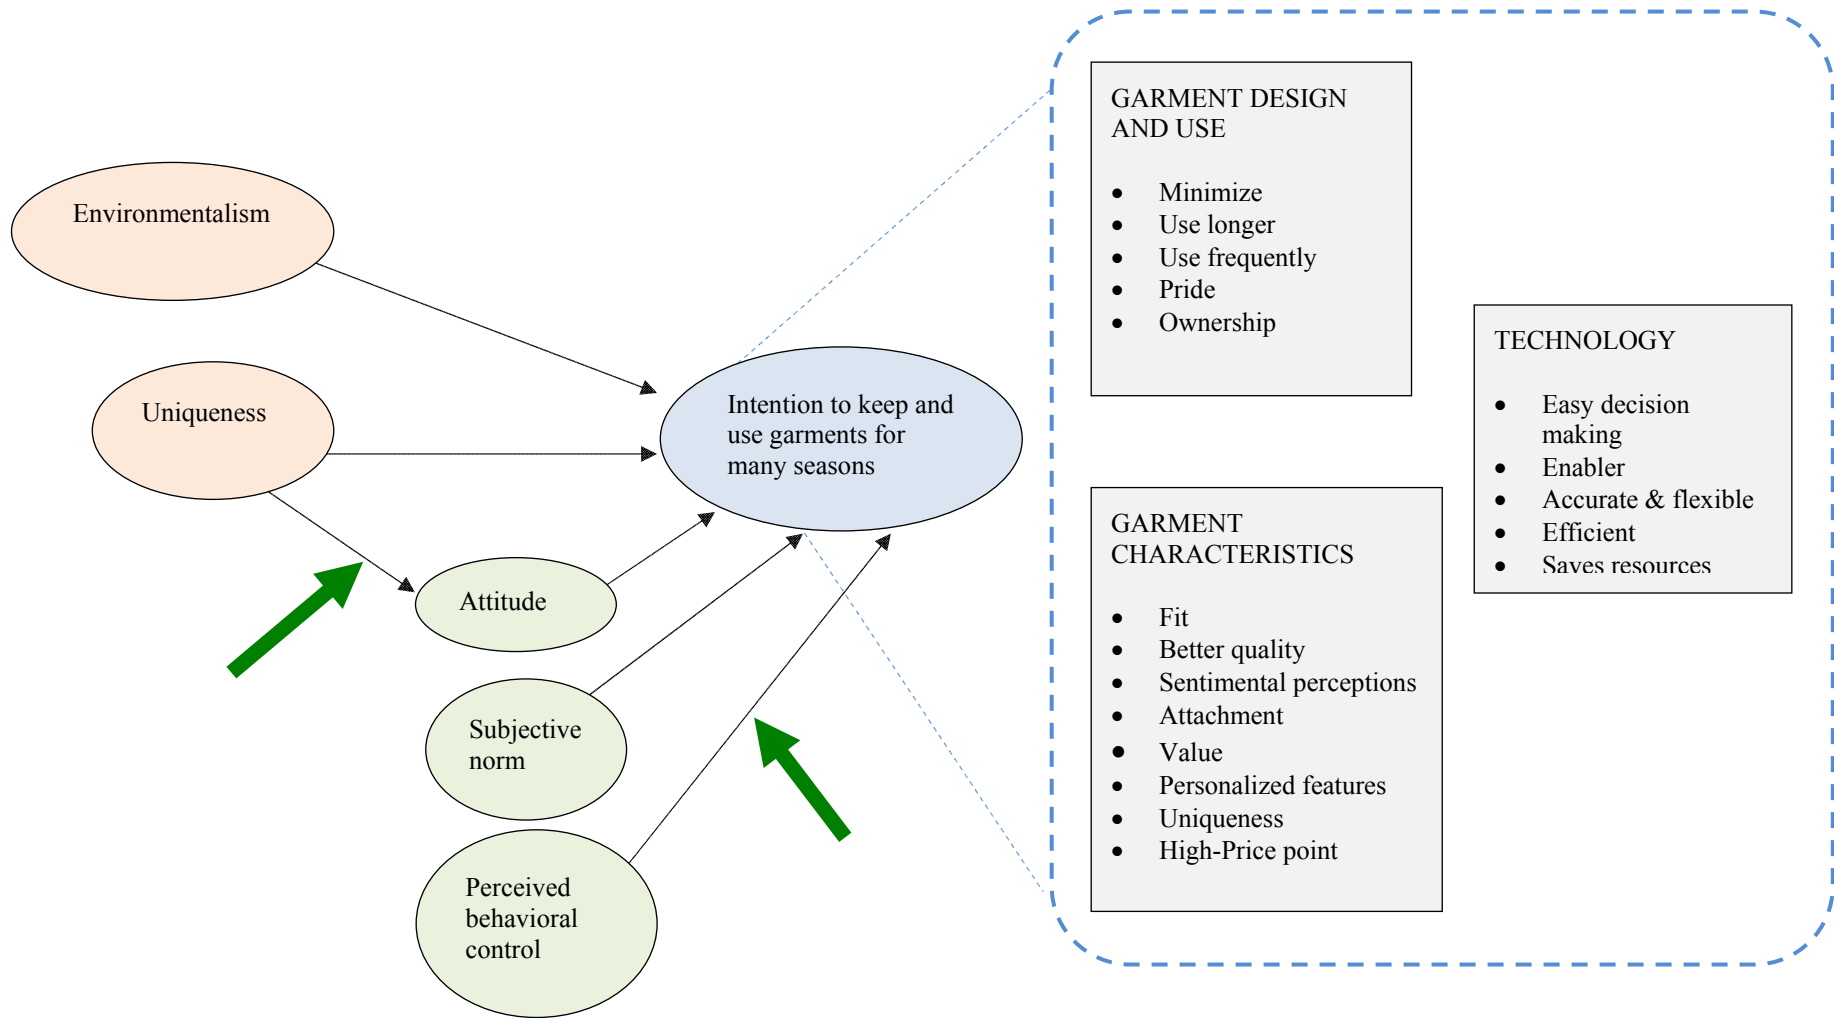 Environmentalism
Uniqueness
Attitude
Subjective
norm
Perceived
behavioral
control
Intention to keep and
use garments for
many seasons
GARMENT DESIGN
AND USE
• Minimize
• Use longer
• Use frequently
• Pride
• Ownership
GARMENT
CHARACTERISTICS
• Fit
• Better quality
• Sentimental perceptions
• Attachment
• Value
• Personalized features
• Uniqueness
• High-Price point
TECHNOLOGY
• Easy decision
making
• Enabler
• Accurate & flexible
• Efficient
• Saves resources